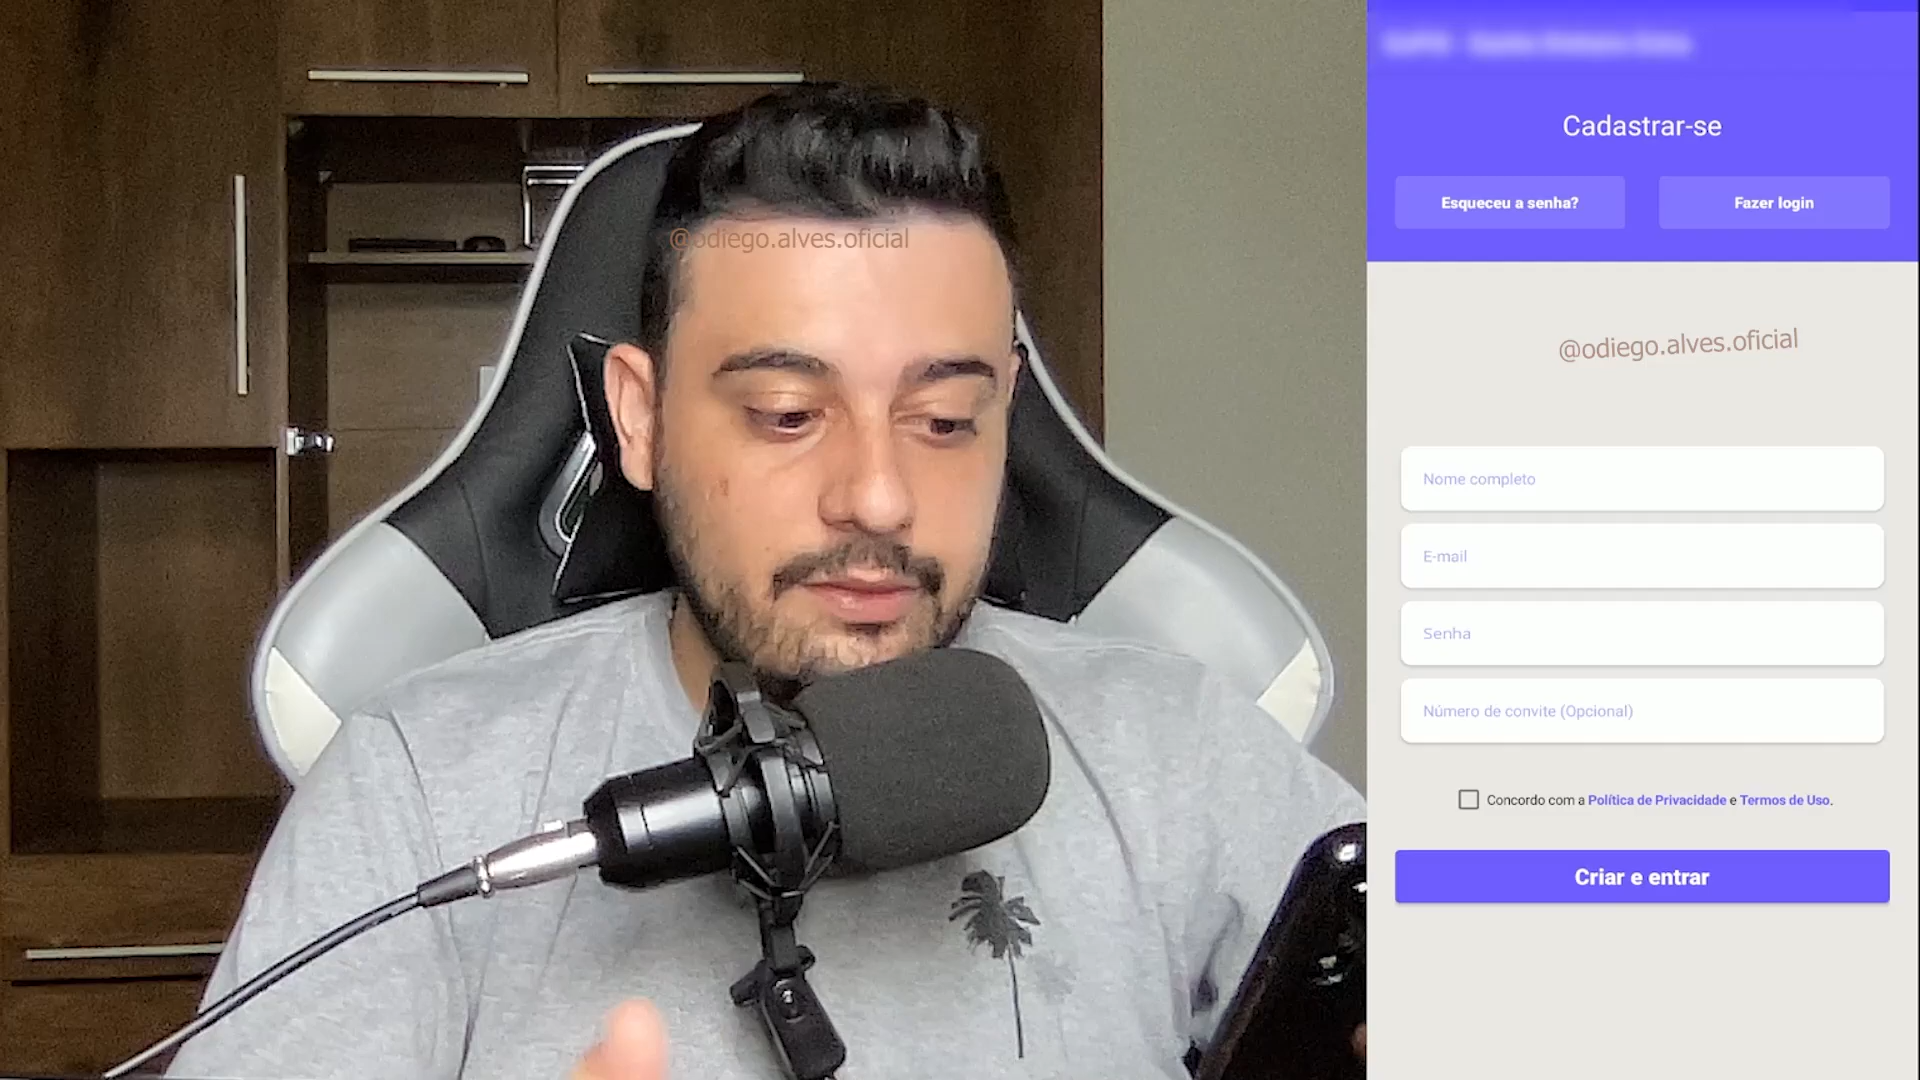 @odiego.alves.oficial
Cadastrar-se
Esqueceu a senha?
Fazer login
@odiego.alves.oficial
Nome completo
E-mail
Senha
Número de convite (Opcional)
Concordo com a Política de Privacidade e Termos de Uso.
Criar e entrar